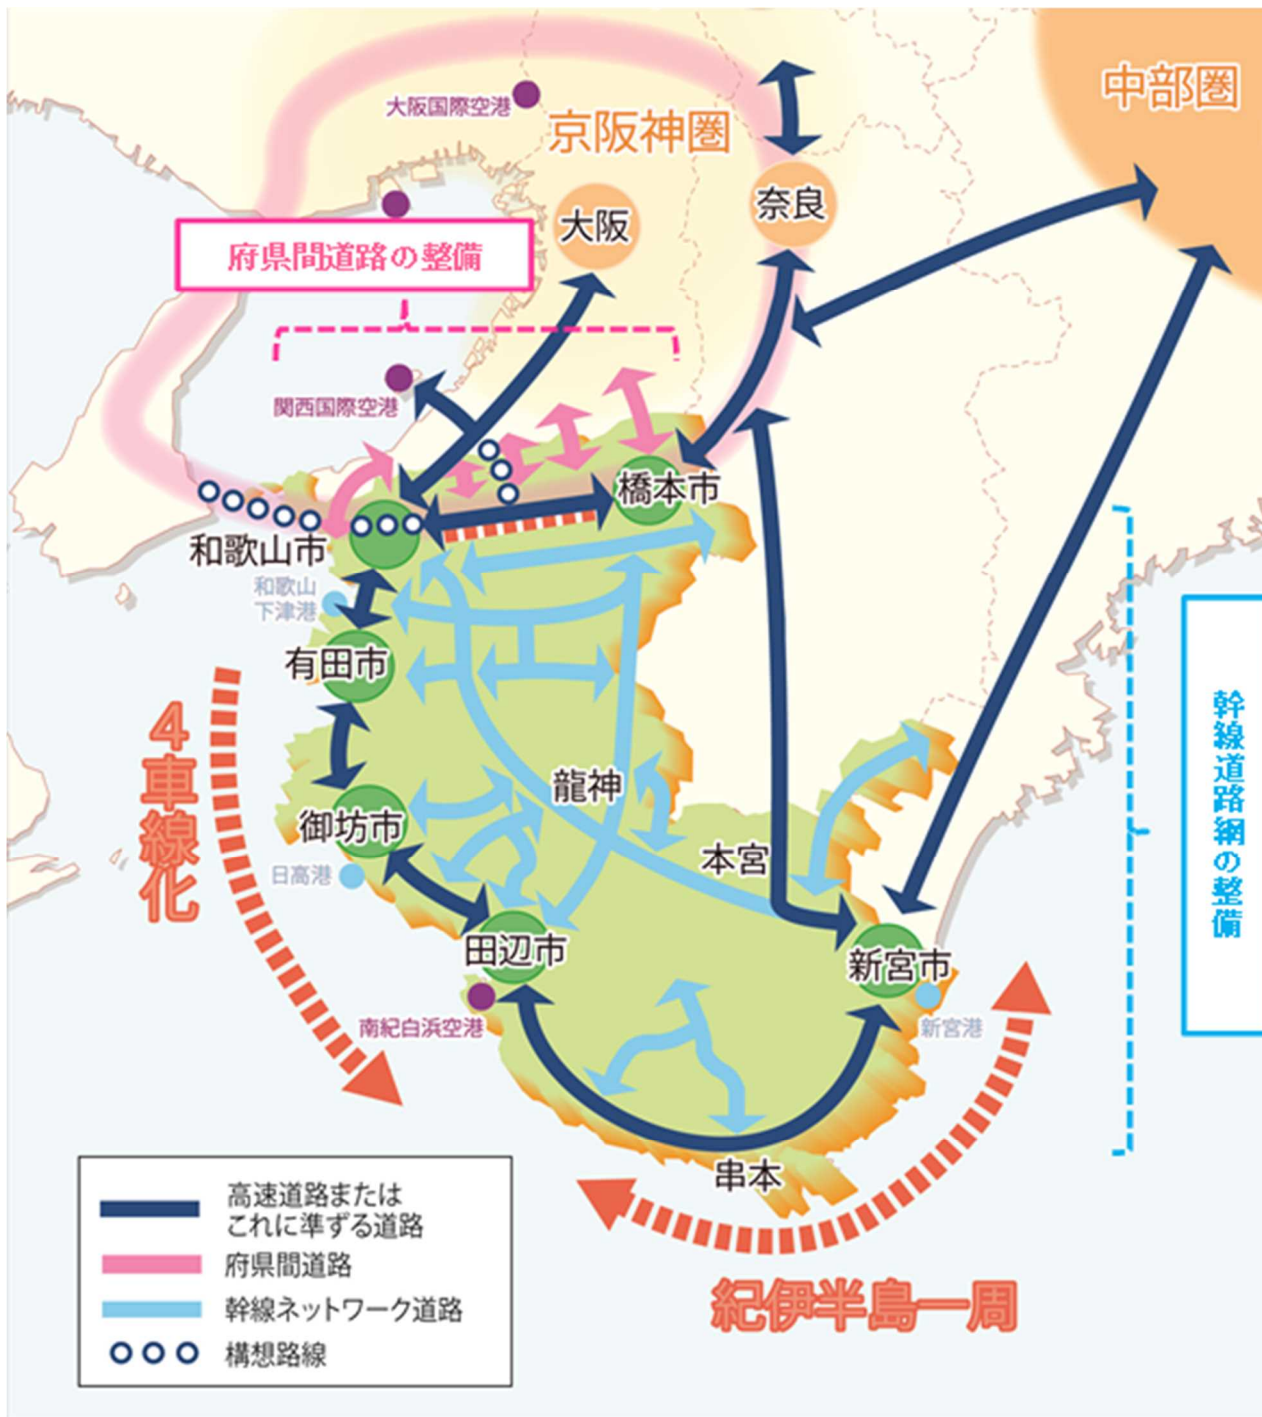 中部圏
大阪国際空港
京阪神圏
奈良
大阪
府県間道路の整備
関西国際空港
橋本市
和歌山市
和歌山
下津港
有田市
4車線化
龍神
幹線道路網の整備
御坊市
本宮
日高港
田辺市
新宮市
南紀白浜空港
新宮港
串本
高速道路または
これに準ずる道路
府県間道路
幹線ネットワーク道路
構想路線
紀伊半島一周